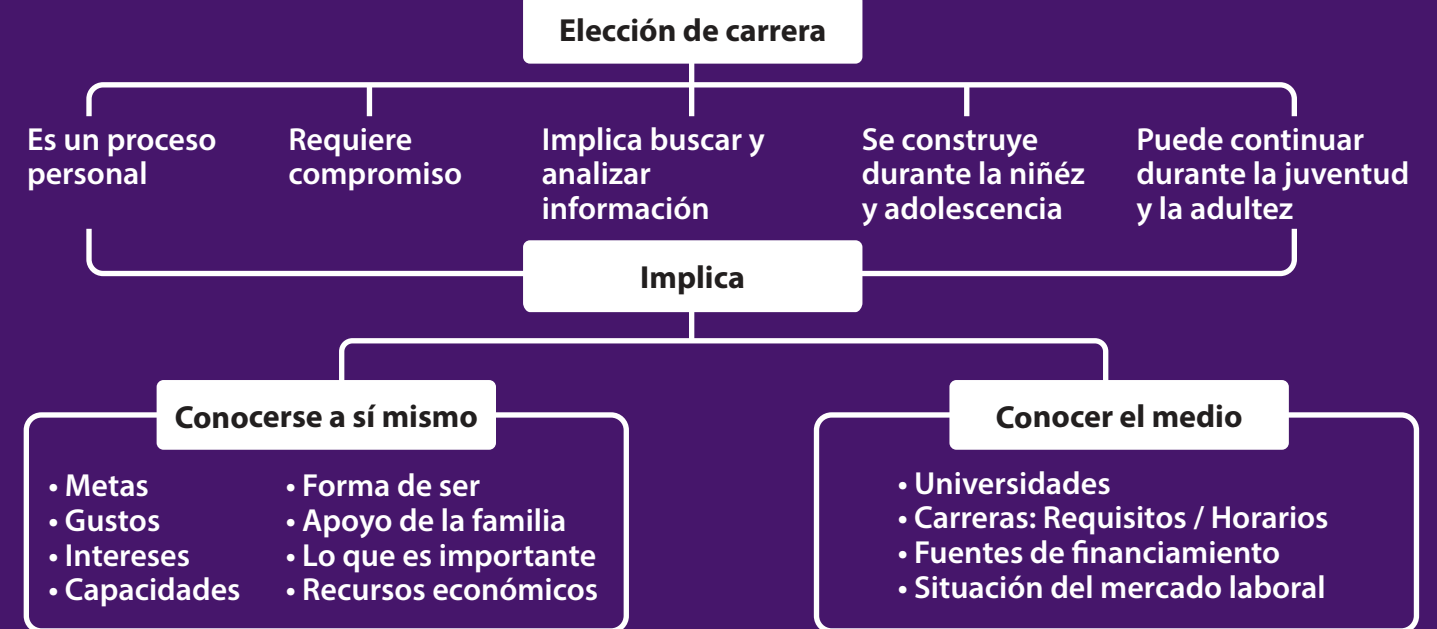 Elección de carrera
Es un proceso
personal
Requiere
compromiso
Implica buscar y
analizar
información
Se construye
durante la niñéz
y adolescencia
Puede continuar
durante la juventud
y la adultez
Implica
Conocerse a sí mismo
• Metas
• Gustos
• Intereses
• Capacidades
• Forma de ser
• Apoyo de la familia
• Lo que es importante
• Recursos económicos
Conocer el medio
• Universidades
• Carreras: Requisitos / Horarios
• Fuentes de financiamiento
• Situación del mercado laboral